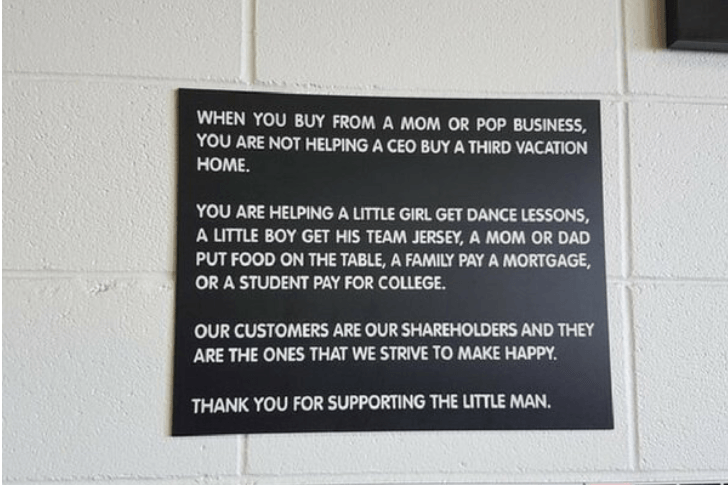 WHEN YOU BUY FROM A MOM OR POP BUSINESS,
YOU ARE NOT HELPING A CEO BUY A THIRD VACATION
HOME.
YOU ARE HELPING A LITTLE GIRL GET DANCE LESSONS,
A LITTLE BOY GET HIS TEAM JERSEY, A MOM OR DAD
PUT FOOD ON THE TABLE, A FAMILY PAY A MORTGAGE,
OR A STUDENT PAY FOR COLLEGE.
OUR CUSTOMERS ARE OUR SHAREHOLDERS AND THEY
ARE THE ONES THAT WE STRIVE TO MAKE HAPPY.
THANK YOU FOR SUPPORTING THE LITTLE MAN.